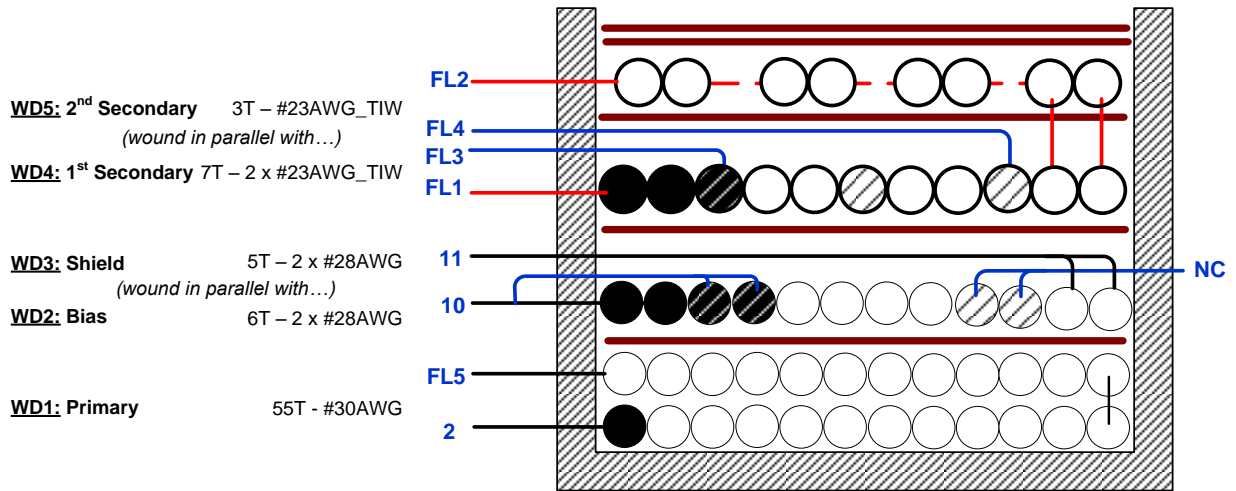 FL2
WD5: 2nd Secondary 3T – #23AWG_TIW
(wound in parallel with…)
FL4
FL3
WD4: 1st Secondary 7T – 2 x #23AWG_TIW
FL1
WD3: Shield 5T – 2 x #28AWG
11
NC
(wound in parallel with…)
10
WD2: Bias 6T – 2 x #28AWG
FL5
WD1: Primary 55T - #30AWG
2